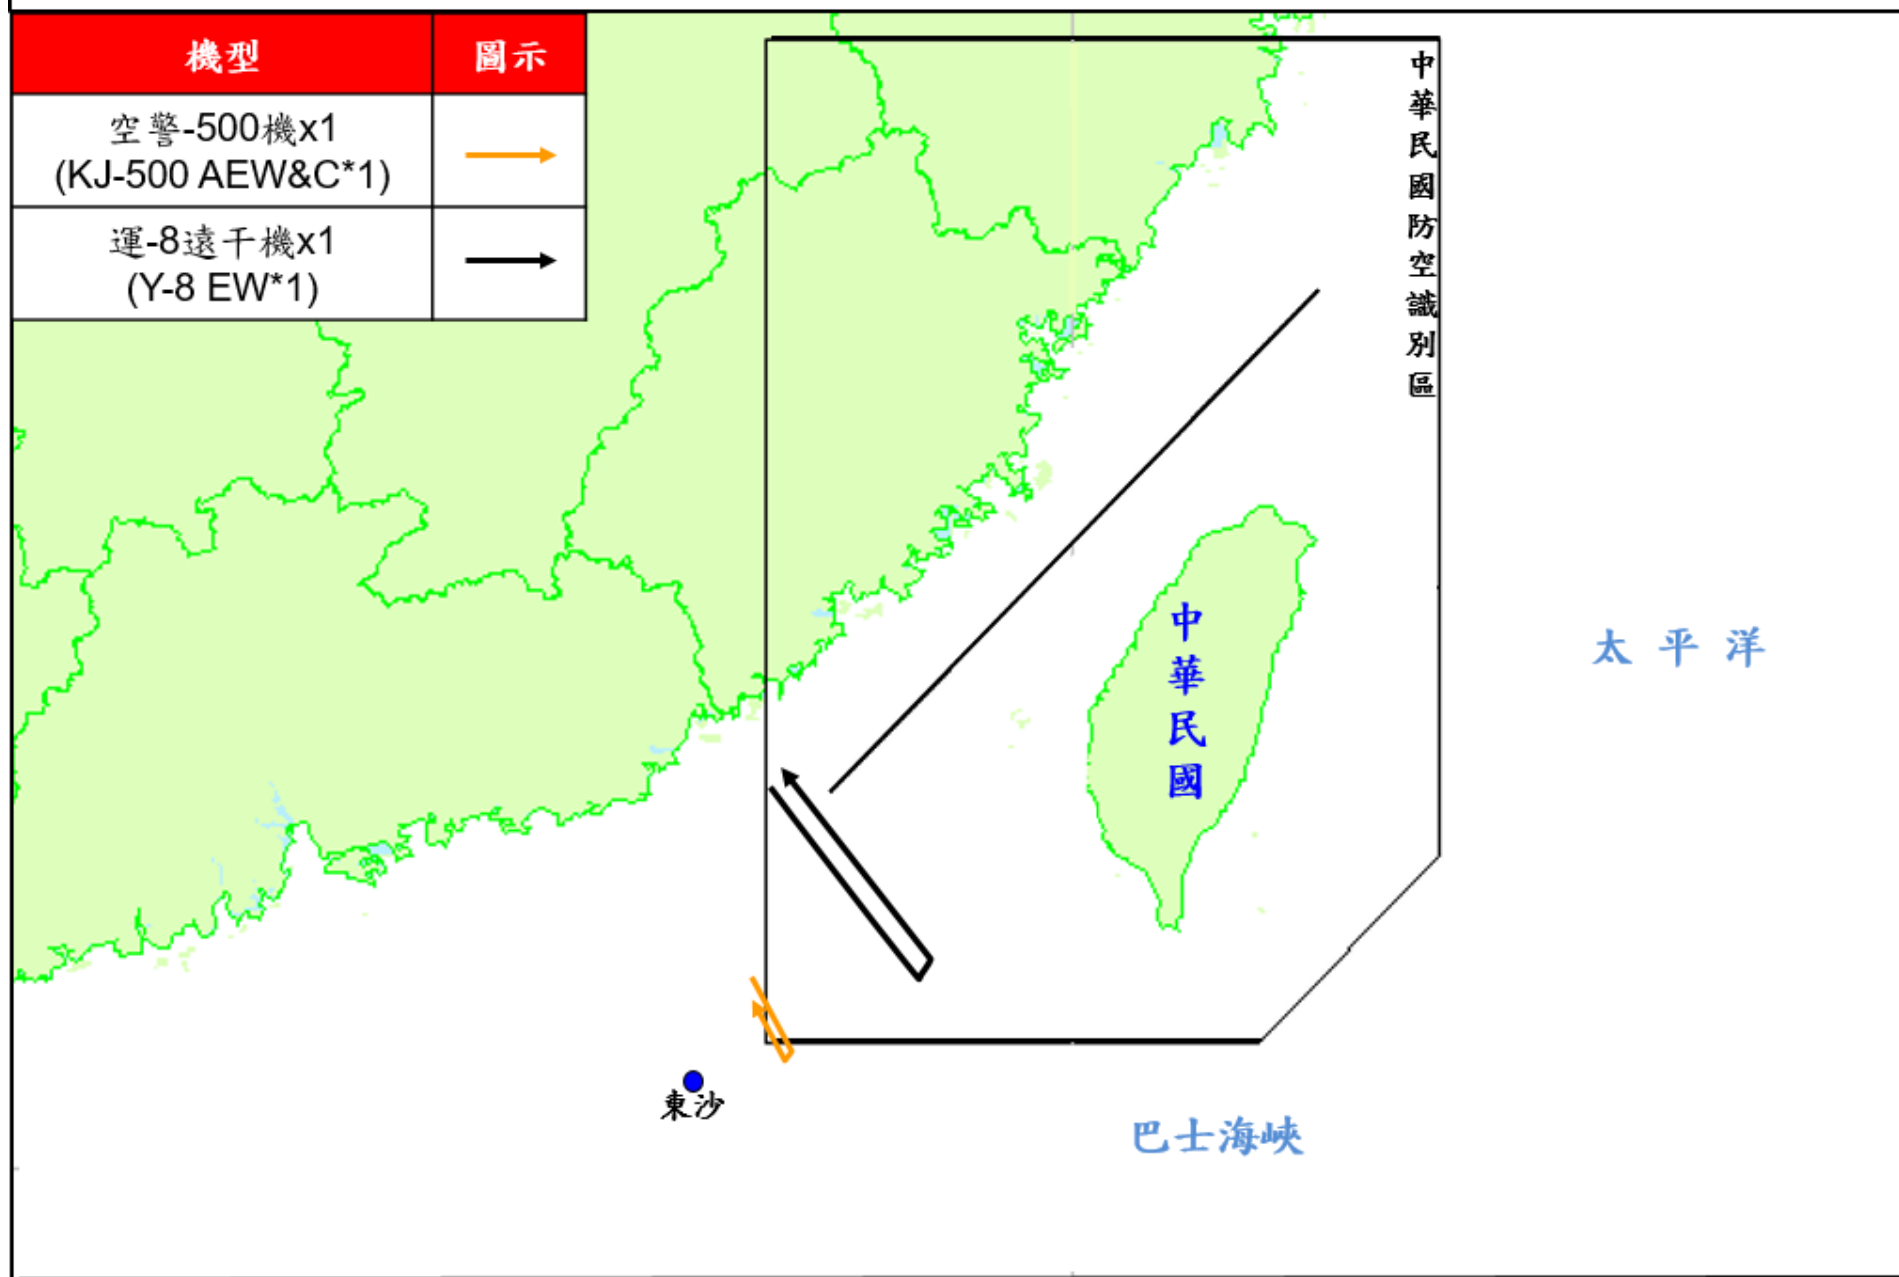 機型
圖示
空警-500機x1
(KJ-500 AEW&C*1)
運-8遠干機x1
(Y-8 EW*1)
中華民國防空識別區
中華民國
太平洋
東沙
巴士海峽